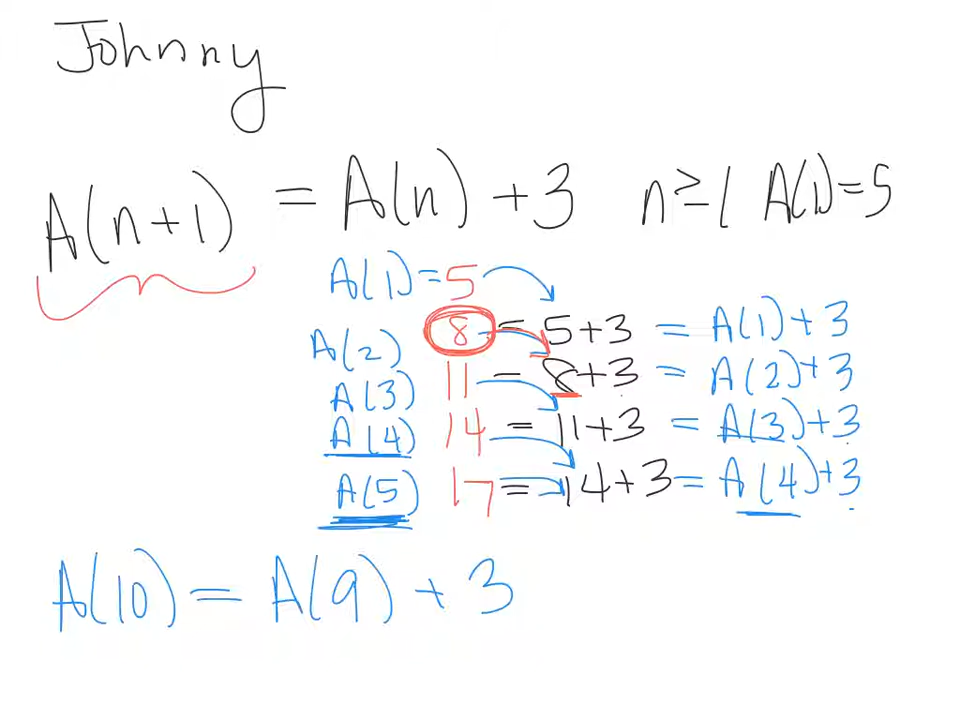 Johnny
A(n+1) = A(n) + 3 n ≥ 1 A(1) = 5
A(1) = 5
A(2) 8 = 5+3 = A(1)+3
A(3) 11 = 8+3 = A(2)+3
A(4) 14 = 11+3 = A(3)+3
A(5) 17 = 14+3 = A(4)+3
A(10) = A(9) + 3